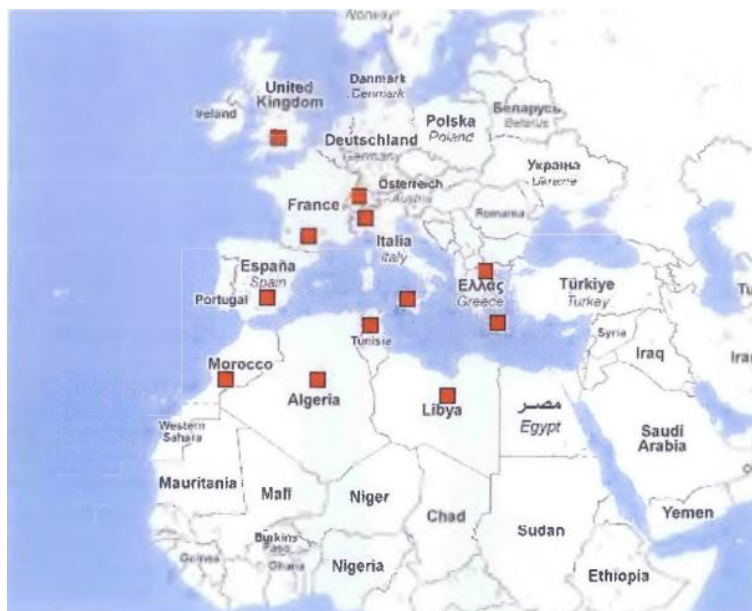 Norway
United
Kingdom
Ireland
Danmark
Denmark
Беларусь
Belarus
Polska
Poland
Deutschland
Germany
Україна
Ukraine
Österreich
Austria
France
Romania
Italia
Italy
España
Spain
Portugal
Ελλάς
Greece
Türkiye
Turkey
Tunisia
Syria
Iraq
Iran
Morocco
Algeria
Libya
مصر
Egypt
Western
Sahara
Saudi
Arabia
Mauritania
Mali
Niger
Chad
Sudan
Yemen
Burkina
Faso
Guinea
Ghana
Nigeria
Ethiopia